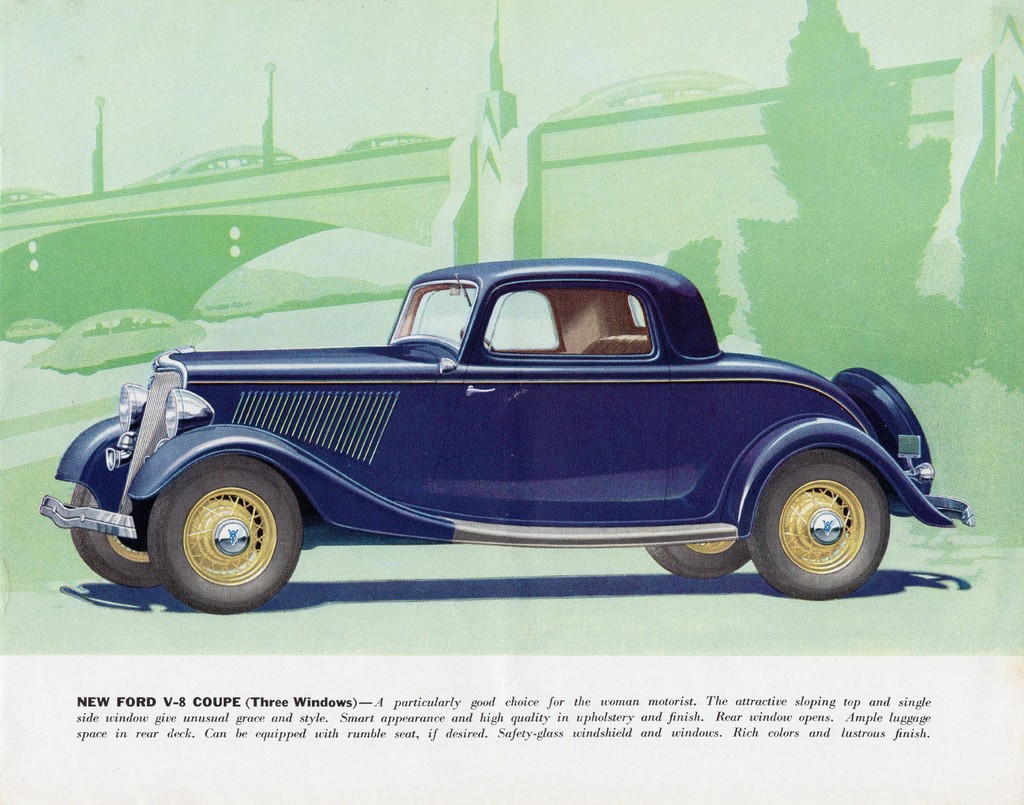 NEW FORD V-8 COUPE (Three Windows)—A particularly good choice for the woman motorist. The attractive sloping top and single
side window give unusual grace and style. Smart appearance and high quality in upholstery and finish. Rear window opens. Ample luggage
space in rear deck. Can be equipped with rumble seat, if desired. Safety-glass windshield and windows. Rich colors and lustrous finish.
V8
V8